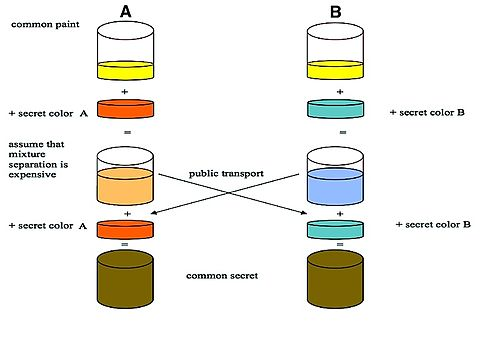 A
B
common paint
+
+
+ secret color A
+ secret color B
=
=
assume that
mixture
separation is
expensive
public transport
+
+
+ secret color A
+ secret color B
=
=
common secret